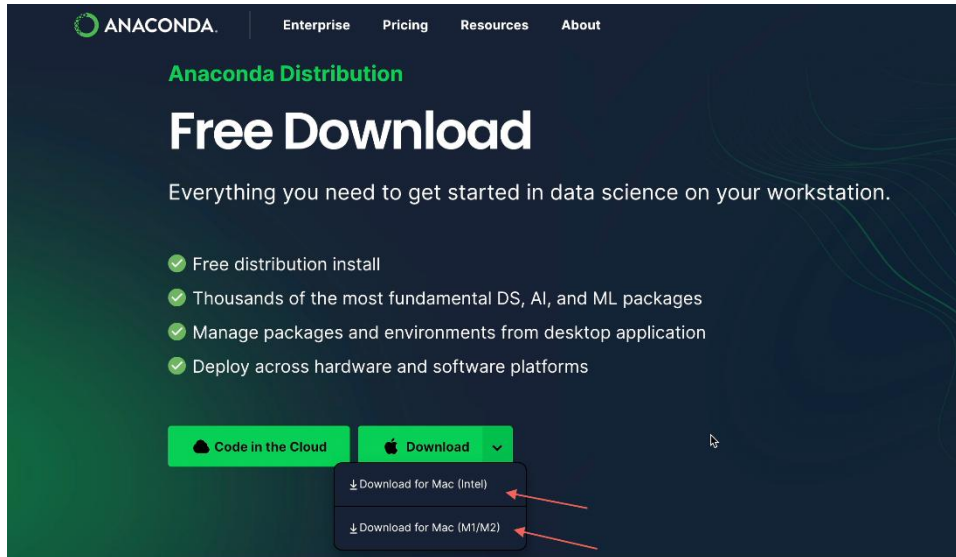 ANACONDA.
Enterprise Pricing Resources About
Anaconda Distribution
Free Download
Everything you need to get started in data science on your workstation.
Free distribution install
Thousands of the most fundamental DS, AI, and ML packages
Manage packages and environments from desktop application
Deploy across hardware and software platforms
Code in the Cloud
Download
Download for Mac (Intel)
Download for Mac (M1/M2)